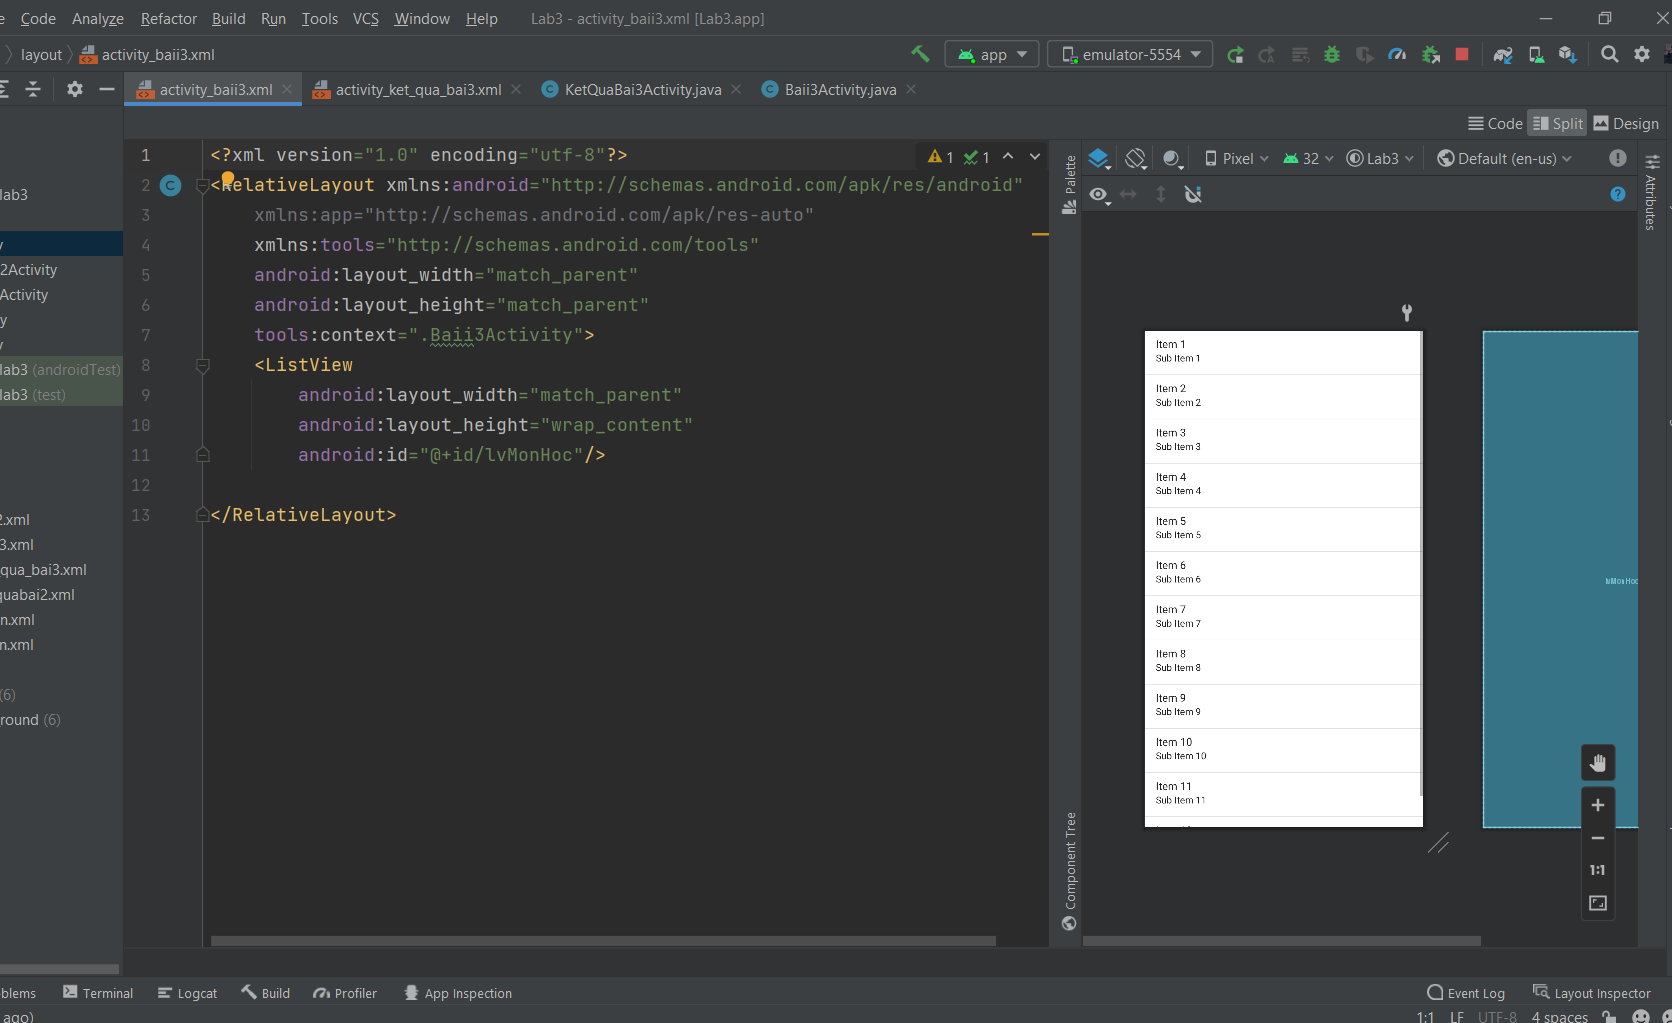 Code Analyze Refactor Build Run Tools VCS Window Help Lab3 - activity_baii3.xml [Lab3.app]
layout activity_baii3.xml app emulator-5554
activity_baii3.xml activity_ket_qua_bai3.xml KetQuaBai3Activity.java Baii3Activity.java
Code Split Design
1 <?xml version="1.0" encoding="utf-8"?>
2 <RelativeLayout xmlns:android="http://schemas.android.com/apk/res/android"
3 xmlns:app="http://schemas.android.com/apk/res-auto"
4 xmlns:tools="http://schemas.android.com/tools"
5 android:layout_width="match_parent"
6 android:layout_height="match_parent"
7 tools:context=".Baii3Activity">
8 <ListView
9 android:layout_width="match_parent"
10 android:layout_height="wrap_content"
11 android:id="@+id/lvMonHoc"/>
12
13 </RelativeLayout>
1 1
lab3
y
2Activity
Activity
y
y
lab3 (androidTest)
lab3 (test)
2.xml
3.xml
qua_bai3.xml
quabai2.xml
n.xml
n.xml
(6)
round (6)
Palette
Component Tree
Pixel 32 Lab3 Default (en-us)
Attributes
Item 1
Sub Item 1
Item 2
Sub Item 2
Item 3
Sub Item 3
Item 4
Sub Item 4
Item 5
Sub Item 5
Item 6
Sub Item 6
Item 7
Sub Item 7
Item 8
Sub Item 8
Item 9
Sub Item 9
Item 10
Sub Item 10
Item 11
Sub Item 11
lvMonHoc
1:1
blems Terminal Logcat Build Profiler App Inspection Event Log Layout Inspector
ago) 1:1 LF UTF-8 4 spaces